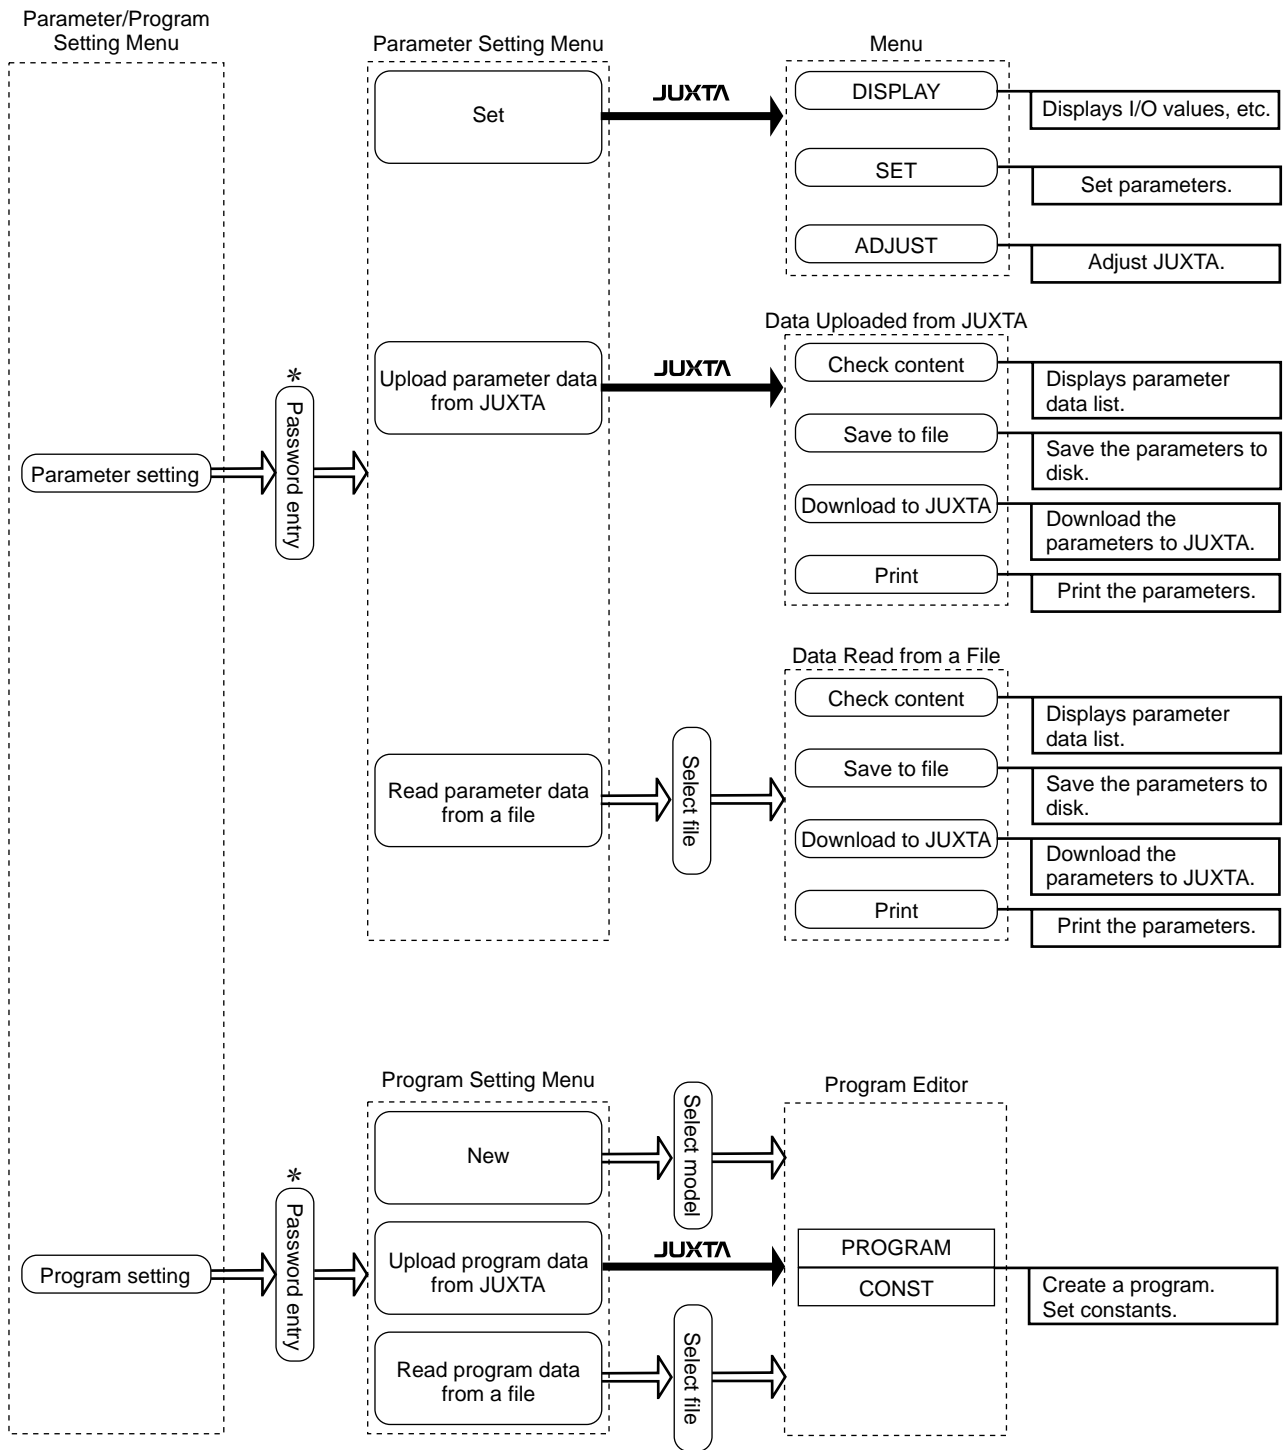 Parameter/Program
Setting Menu
Parameter setting
Program setting
*
Password entry
Parameter Setting Menu
Set
Upload parameter data
from JUXTA
Read parameter data
from a file
JUXTA
Menu
DISPLAY
Displays I/O values, etc.
SET
Set parameters.
ADJUST
Adjust JUXTA.
JUXTA
Data Uploaded from JUXTA
Check content
Displays parameter
data list.
Save to file
Save the parameters to
disk.
Download to JUXTA
Download the
parameters to JUXTA.
Print
Print the parameters.
Select file
Data Read from a File
Check content
Displays parameter
data list.
Save to file
Save the parameters to
disk.
Download to JUXTA
Download the
parameters to JUXTA.
Print
Print the parameters.
*
Password entry
Program Setting Menu
New
Upload program data
from JUXTA
Read program data
from a file
Select model
JUXTA
Select file
Program Editor
PROGRAM
CONST
Create a program.
Set constants.